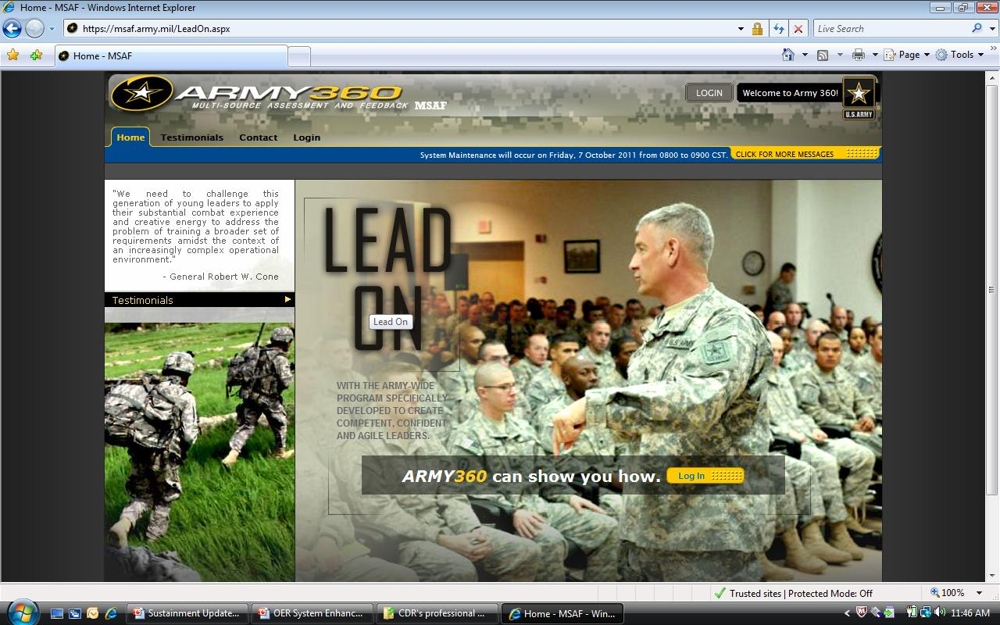 Home - MSAF - Windows Internet Explorer
https://msaf.army.mil/LeadOn.aspx
Live Search
Home - MSAF
Page
Tools
ARMY360
MULTI-SOURCE ASSESSMENT AND FEEDBACK MSAF
LOGIN
Welcome to Army 360!
U.S.ARMY
Home Testimonials Contact Login
System Maintenance will occur on Friday, 7 October 2011 from 0800 to 0900 CST.
CLICK FOR MORE MESSAGES
"We need to challenge this
generation of young leaders to apply
their substantial combat experience
and creative energy to address the
problem of training a broader set of
requirements amidst the context of
an increasingly complex operational
environment."
- General Robert W. Cone
Testimonials
LEAD
ON
Lead On
WITH THE ARMY-WIDE
PROGRAM SPECIFICALLY
DEVELOPED TO CREATE
COMPETENT, CONFIDENT
AND AGILE LEADERS.
U.S. ARMY
ARMY360 can show you how.
Log In
Trusted sites | Protected Mode: Off
100%
Sustainment Update...
OER System Enhanc...
CDR's professional ...
Home - MSAF - Win...
11:46 AM